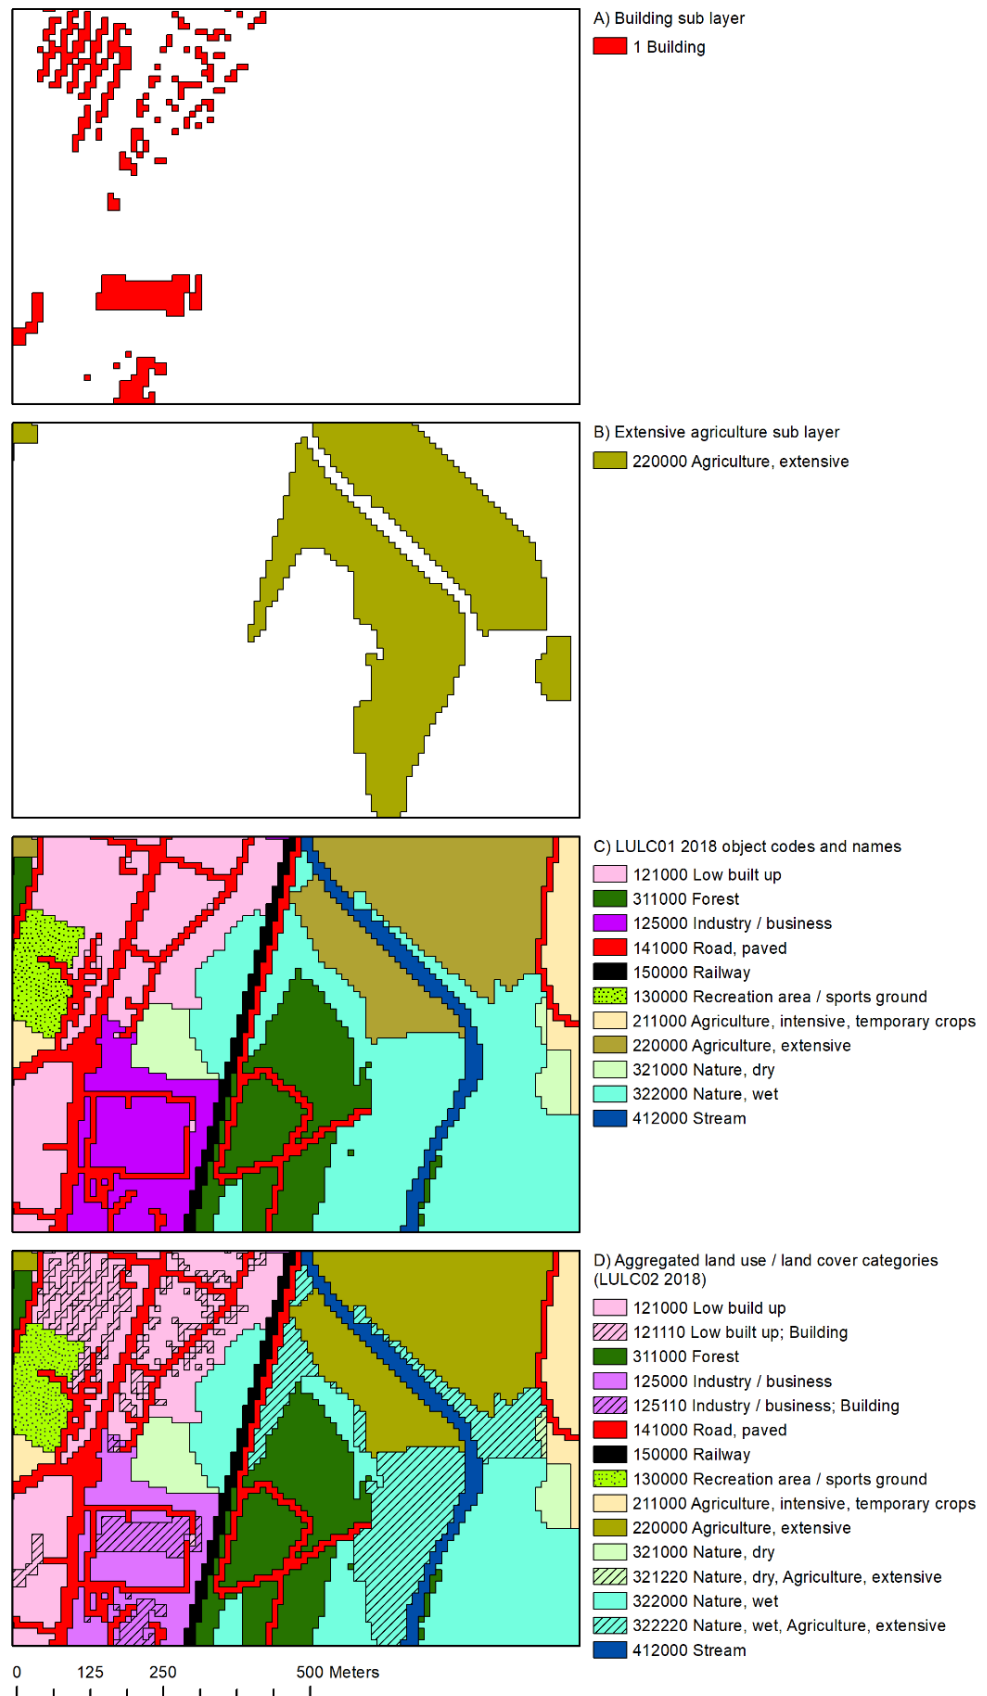 A) Building sub layer
1 Building
B) Extensive agriculture sub layer
220000 Agriculture, extensive
C) LULC01 2018 object codes and names
121000 Low built up
311000 Forest
125000 Industry / business
141000 Road, paved
150000 Railway
130000 Recreation area / sports ground
211000 Agriculture, intensive, temporary crops
220000 Agriculture, extensive
321000 Nature, dry
322000 Nature, wet
412000 Stream
D) Aggregated land use / land cover categories
(LULC02 2018)
121000 Low build up
121110 Low built up; Building
311000 Forest
125000 Industry / business
125110 Industry / business; Building
141000 Road, paved
150000 Railway
130000 Recreation area / sports ground
211000 Agriculture, intensive, temporary crops
220000 Agriculture, extensive
321000 Nature, dry
321220 Nature, dry, Agriculture, extensive
322000 Nature, wet
322220 Nature, wet, Agriculture, extensive
412000 Stream
0 125 250 500 Meters